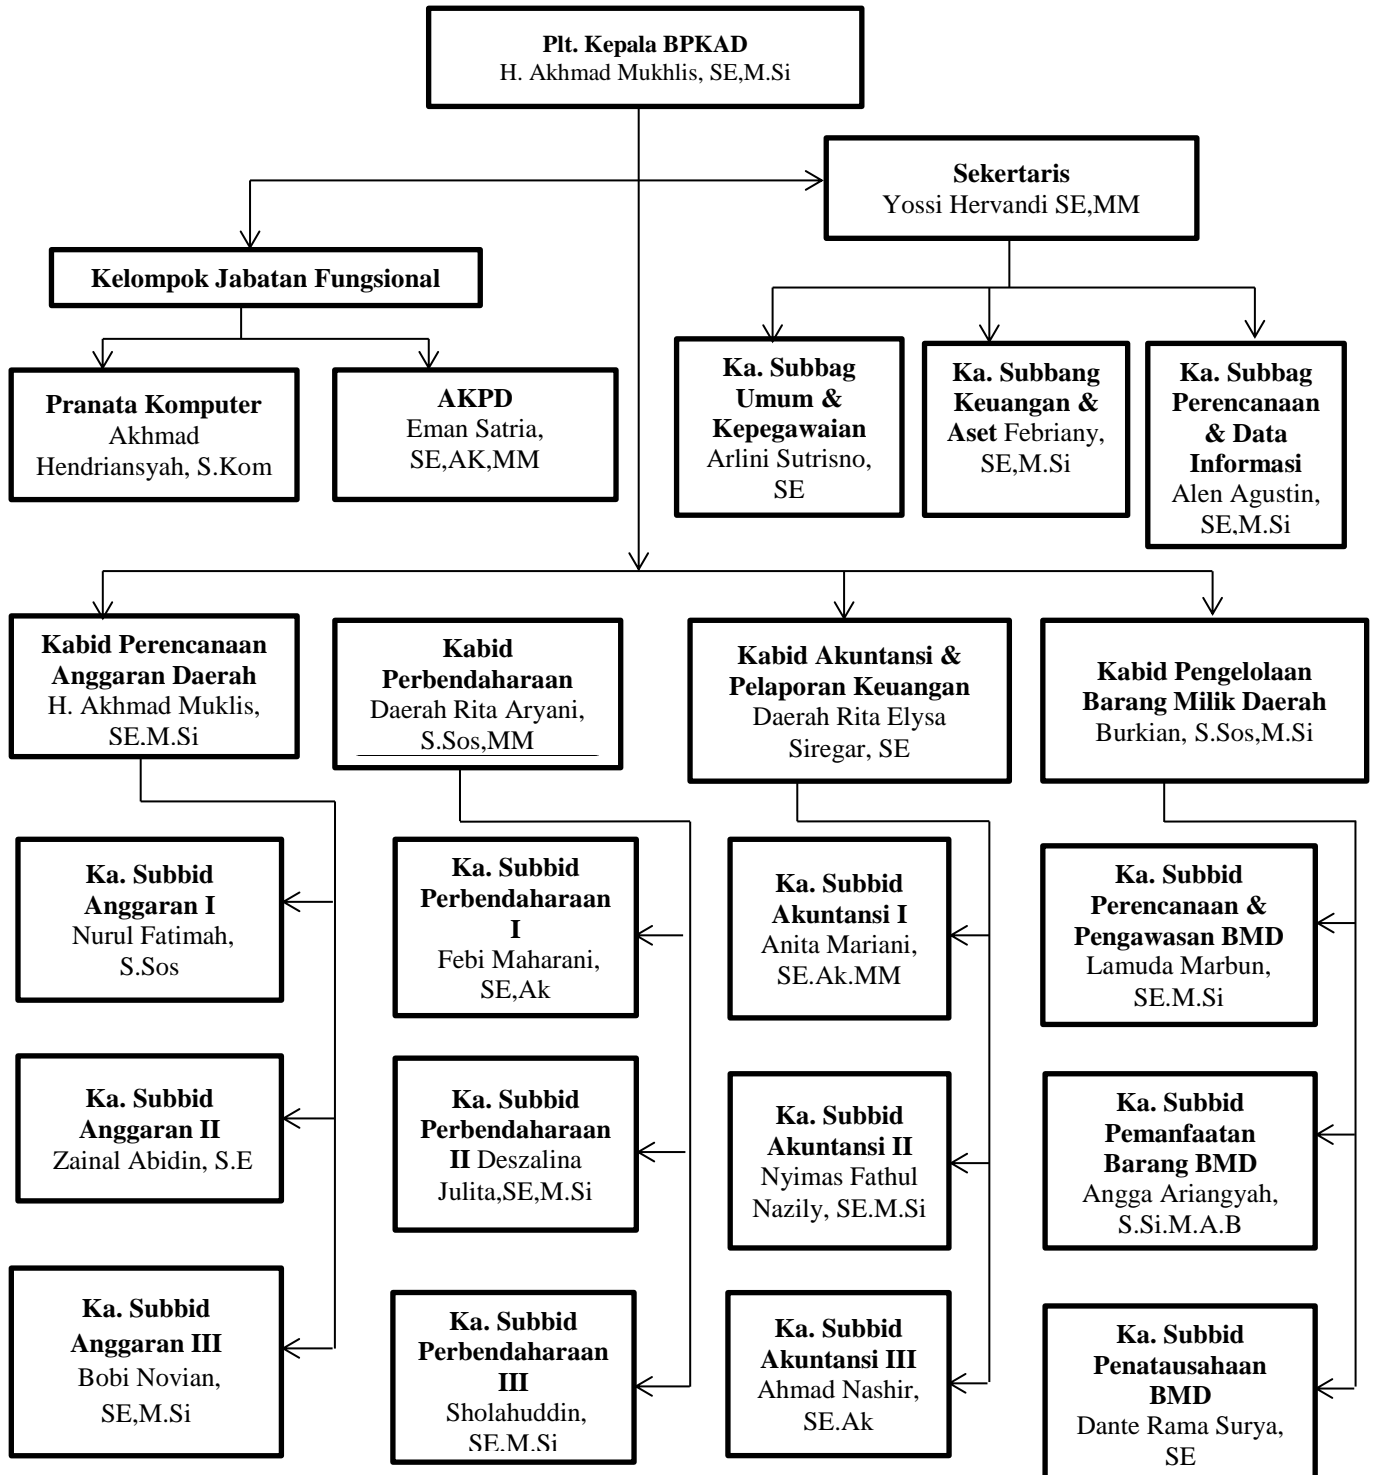 Plt. Kepala BPKAD
H. Akhmad Mukhlis, SE,M.Si
Sekertaris
Yossi Hervandi SE,MM
Kelompok Jabatan Fungsional
Pranata Komputer
Akhmad
Hendriansyah, S.Kom
AKPD
Eman Satria,
SE,AK,MM
Ka. Subbag
Umum &
Kepegawaian
Arlini Sutrisno,
SE
Ka. Subbang
Keuangan &
Aset Febriany,
SE,M.Si
Ka. Subbag
Perencanaan
& Data
Informasi
Alen Agustin,
SE,M.Si
Kabid Perencanaan
Anggaran Daerah
H. Akhmad Muklis,
SE.M.Si
Kabid
Perbendaharaan
Daerah Rita Aryani,
S.Sos,MM
Kabid Akuntansi &
Pelaporan Keuangan
Daerah Rita Elysa
Siregar, SE
Kabid Pengelolaan
Barang Milik Daerah
Burkian, S.Sos,M.Si
Ka. Subbid
Anggaran I
Nurul Fatimah,
S.Sos
Ka. Subbid
Perbendaharaan
I
Febi Maharani,
SE,Ak
Ka. Subbid
Akuntansi I
Anita Mariani,
SE.Ak.MM
Ka. Subbid
Perencanaan &
Pengawasan BMD
Lamuda Marbun,
SE.M.Si
Ka. Subbid
Anggaran II
Zainal Abidin, S.E
Ka. Subbid
Perbendaharaan
II Deszalina
Julita,SE,M.Si
Ka. Subbid
Akuntansi II
Nyimas Fathul
Nazily, SE.M.Si
Ka. Subbid
Pemanfaatan
Barang BMD
Angga Ariangyah,
S.Si.M.A.B
Ka. Subbid
Anggaran III
Bobi Novian,
SE,M.Si
Ka. Subbid
Perbendaharaan
III
Sholahuddin,
SE.M.Si
Ka. Subbid
Akuntansi III
Ahmad Nashir,
SE.Ak
Ka. Subbid
Penatausahaan
BMD
Dante Rama Surya,
SE